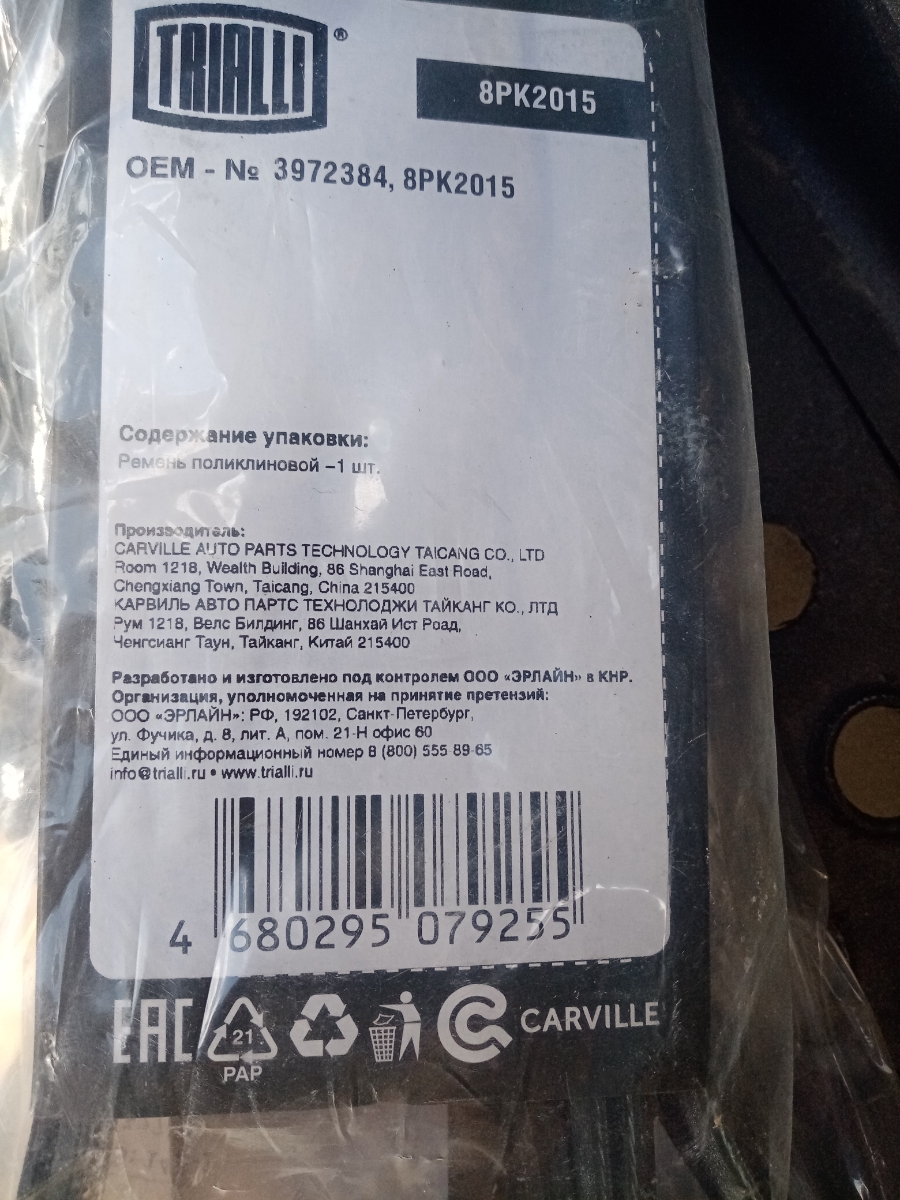 TRIALLI®
8PK2015
OEM - № 3972384, 8PK2015
Содержание упаковки:
Ремень поликлиновой –1 шт.
Производитель:
CARVILLE AUTO PARTS TECHNOLOGY TAICANG CO., LTD
Room 1218, Wealth Building, 86 Shanghai East Road,
Chengxiang Town, Taicang, China 215400
КАРВИЛЬ АВТО ПАРТС ТЕХНОЛОДЖИ ТАЙКАНГ КО., ЛТД
Рум 1218, Велс Билдинг, 86 Шанхай Ист Роад,
Ченгсианг Таун, Тайканг, Китай 215400
Разработано и изготовлено под контролем ООО «ЭРЛАЙН» в КНР.
Организация, уполномоченная на принятие претензий:
ООО «ЭРЛАЙН»: РФ, 192102, Санкт-Петербург,
ул. Фучика, д. 8, лит. А, пом. 21-Н офис 60
Единый информационный номер 8 (800) 555 89-65
info@trialli.ru • www.trialli.ru
4 680295 079255
EAC
21
PAP
CARVILLE